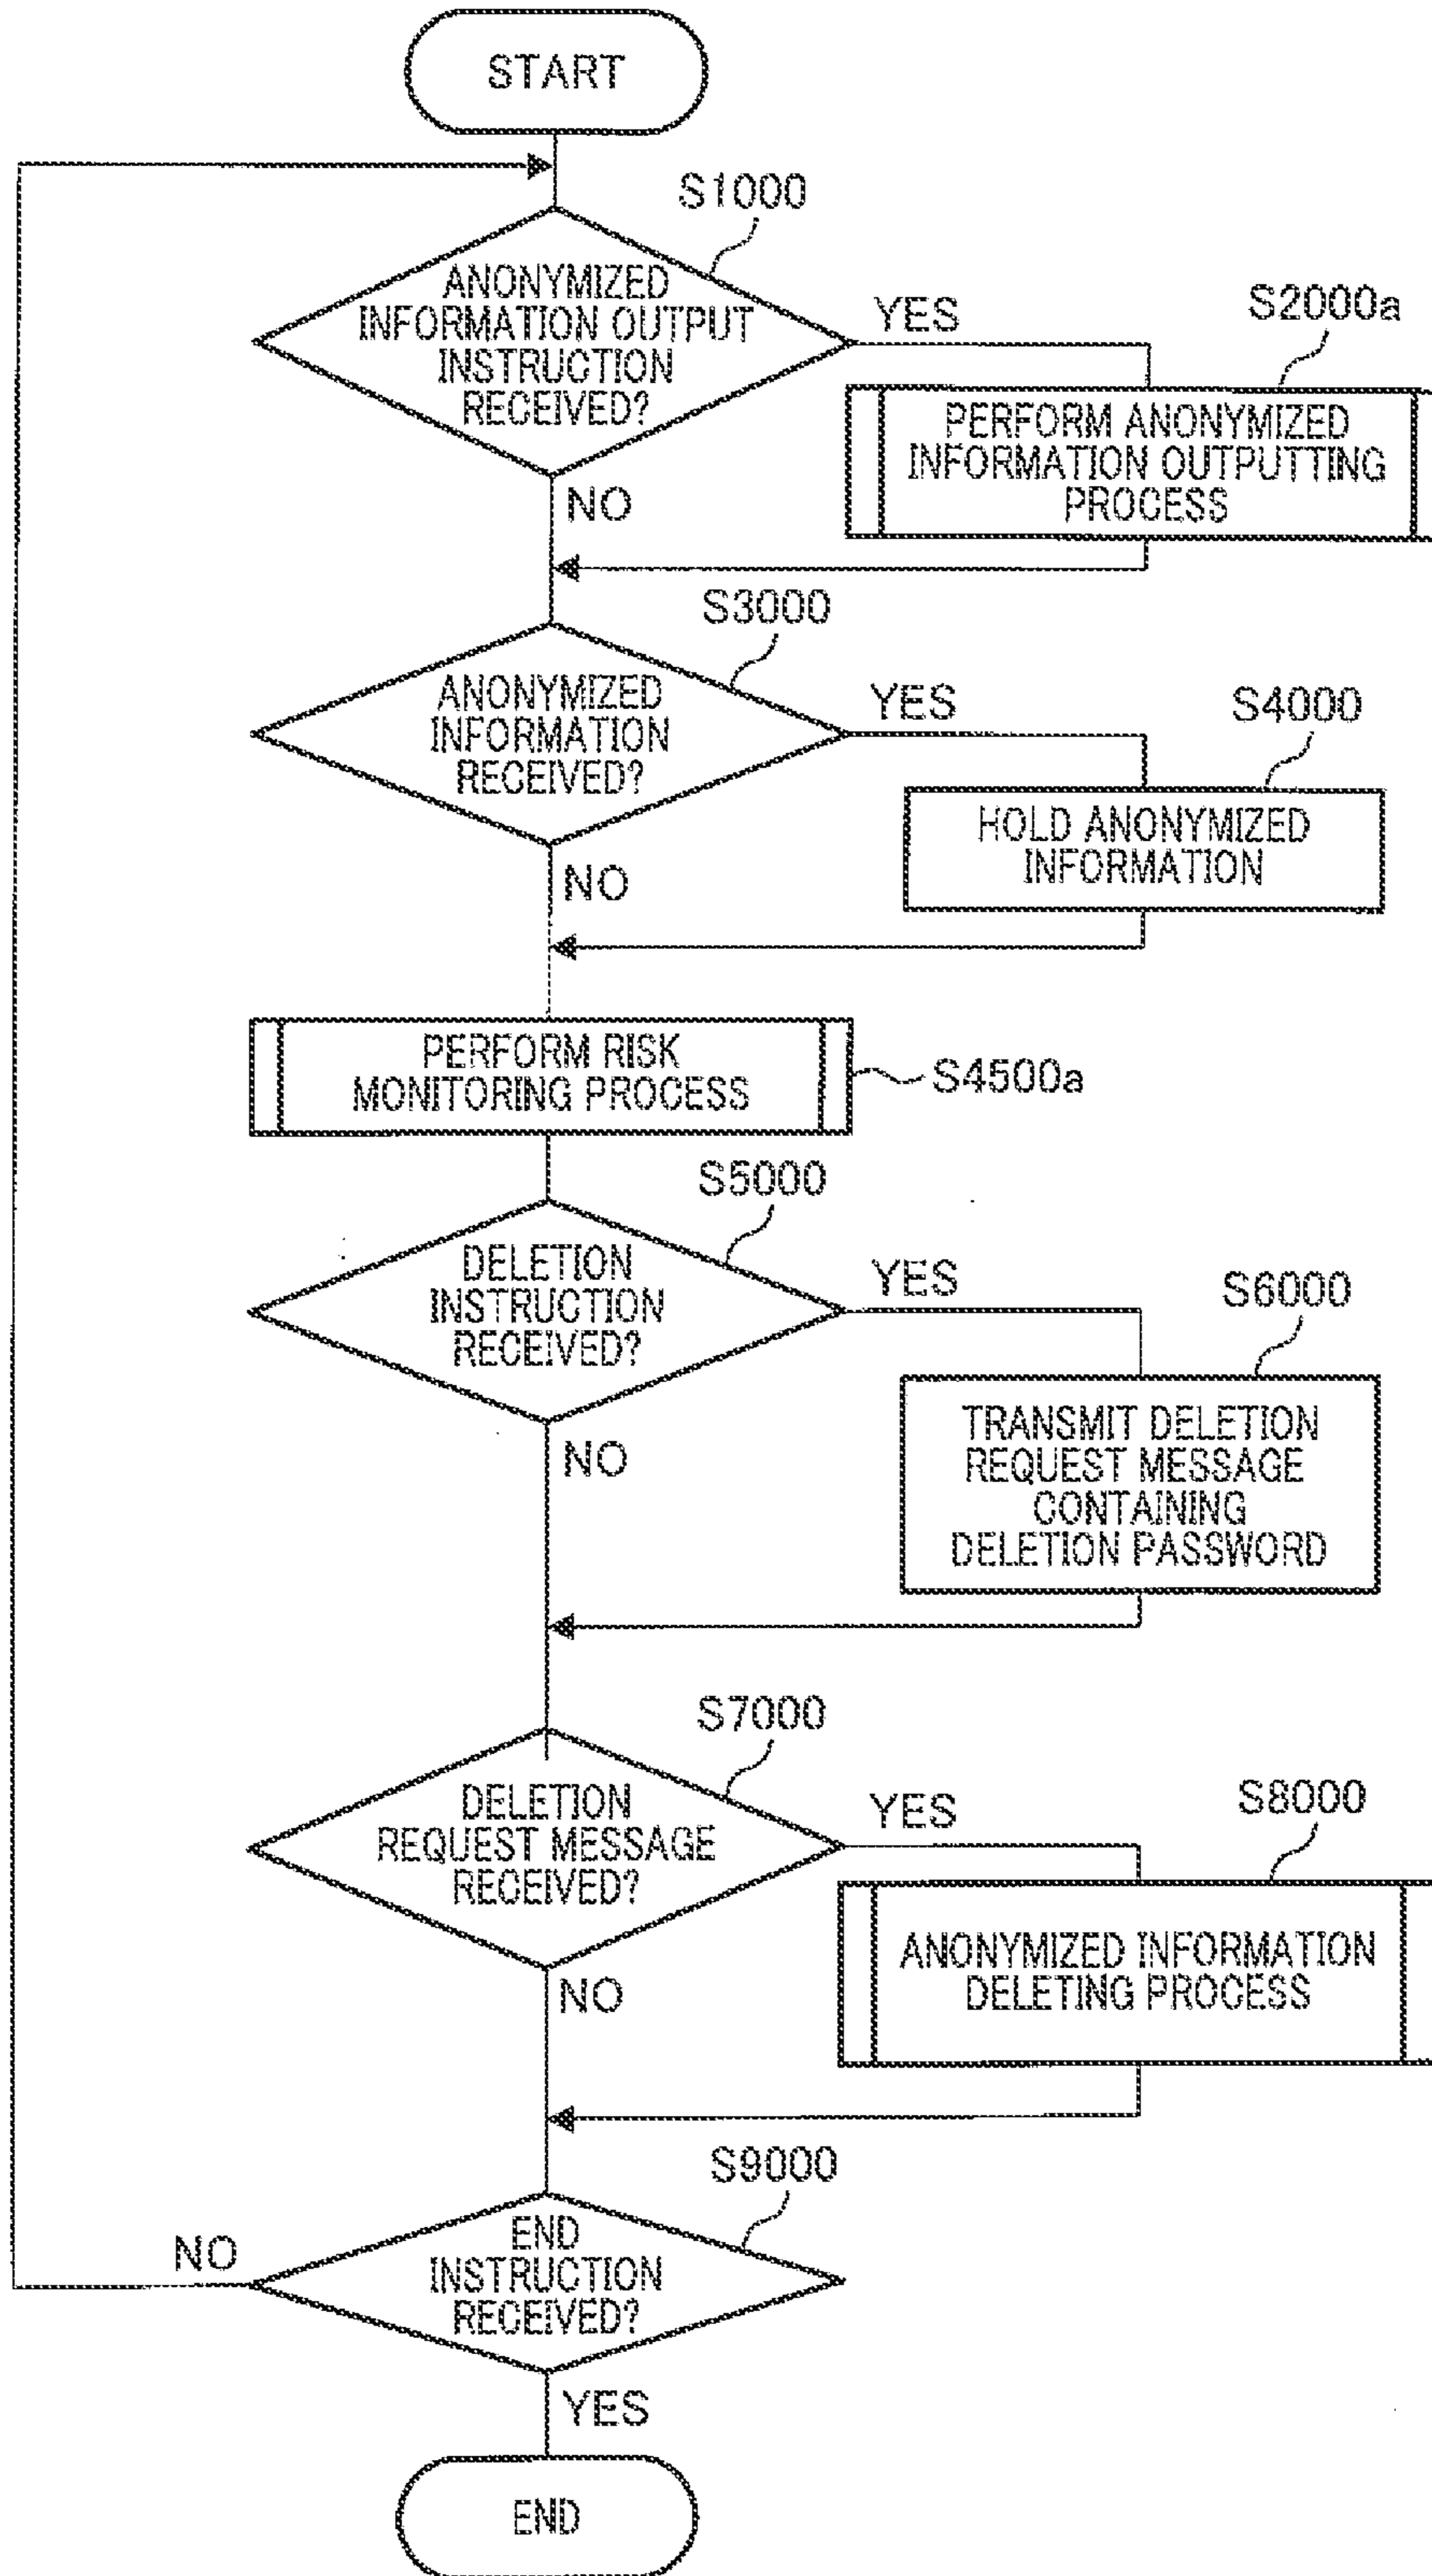 START
S1000
ANONYMIZED
INFORMATION OUTPUT
INSTRUCTION
RECEIVED?
YES
S2000a
PERFORM ANONYMIZED
INFORMATION OUTPUTTING
PROCESS
NO
S3000
ANONYMIZED
INFORMATION
RECEIVED?
YES
S4000
HOLD ANONYMIZED
INFORMATION
NO
PERFORM RISK
MONITORING PROCESS
S4500a
S5000
DELETION
INSTRUCTION
RECEIVED?
YES
S6000
TRANSMIT DELETION
REQUEST MESSAGE
CONTAINING
DELETION PASSWORD
NO
S7000
DELETION
REQUEST MESSAGE
RECEIVED?
YES
S8000
ANONYMIZED INFORMATION
DELETING PROCESS
NO
S9000
END
INSTRUCTION
RECEIVED?
NO
YES
END